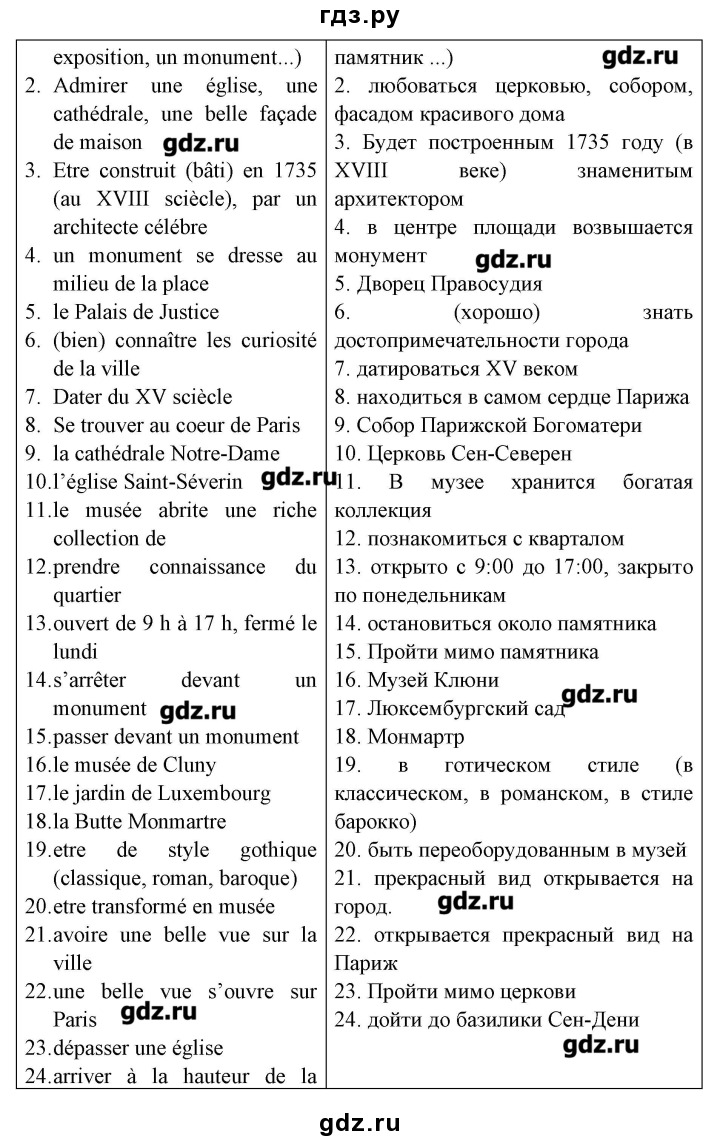 гдз.ру
exposition, un monument...)
2. Admirer une église, une
cathédrale, une belle façade
de maison gdz.ru
3. Etre construit (bâti) en 1735
(au XVIII sciècle), par un
architecte célébre
4. un monument se dresse au
milieu de la place
5. le Palais de Justice
6. (bien) connaître les curiosité
de la ville
7. Dater du XV sciècle
8. Se trouver au coeur de Paris
9. la cathédrale Notre-Dame
10.l’église Saint-Séverin gdz.ru
11.le musée abrite une riche
collection de
12.prendre connaissance du
quartier
13.ouvert de 9 h à 17 h, fermé le
lundi
14.s’arrêter devant un
monument gdz.ru
15.passer devant un monument
16.le musée de Cluny
17.le jardin de Luxembourg
18.la Butte Monmartre
19.etre de style gothique
(classique, roman, baroque)
20.etre transformé en musée
21.avoire une belle vue sur la
ville
22.une belle vue s’ouvre sur
Paris gdz.ru
23.dépasser une église
24.arriver à la hauteur de la
памятник ...) gdz.ru
2. любоваться церковью, собором,
фасадом красивого дома
3. Будет построенным 1735 году (в
XVIII веке) знаменитым
архитектором
4. в центре площади возвышается
монумент gdz.ru
5. Дворец Правосудия
6. (хорошо) знать
достопримечательности города
7. датироваться XV веком
8. находиться в самом сердце Парижа
9. Собор Парижской Богоматери
10. Церковь Сен-Северен
11. В музее хранится богатая
коллекция
12. познакомиться с кварталом
13. открыто с 9:00 до 17:00, закрыто
по понедельникам
14. остановиться около памятника
15. Пройти мимо памятника
16. Музей Клюни gdz.ru
17. Люксембургский сад
18. Монмартр
19. в готическом стиле (в
классическом, в романском, в стиле
барокко)
20. быть переоборудованным в музей
21. прекрасный вид открывается на
город. gdz.ru
22. открывается прекрасный вид на
Париж
23. Пройти мимо церкови
24. дойти до базилики Сен-Дени
gdz.ru
gdz.ru